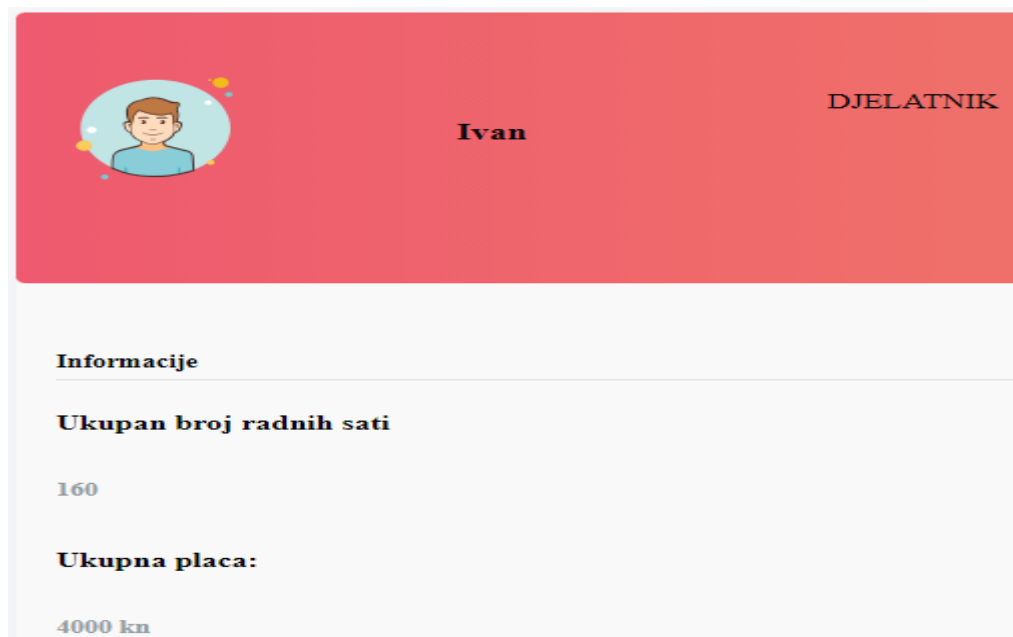 Ivan
DJELATNIK
Informacije
Ukupan broj radnih sati
160
Ukupna placa:
4000 kn